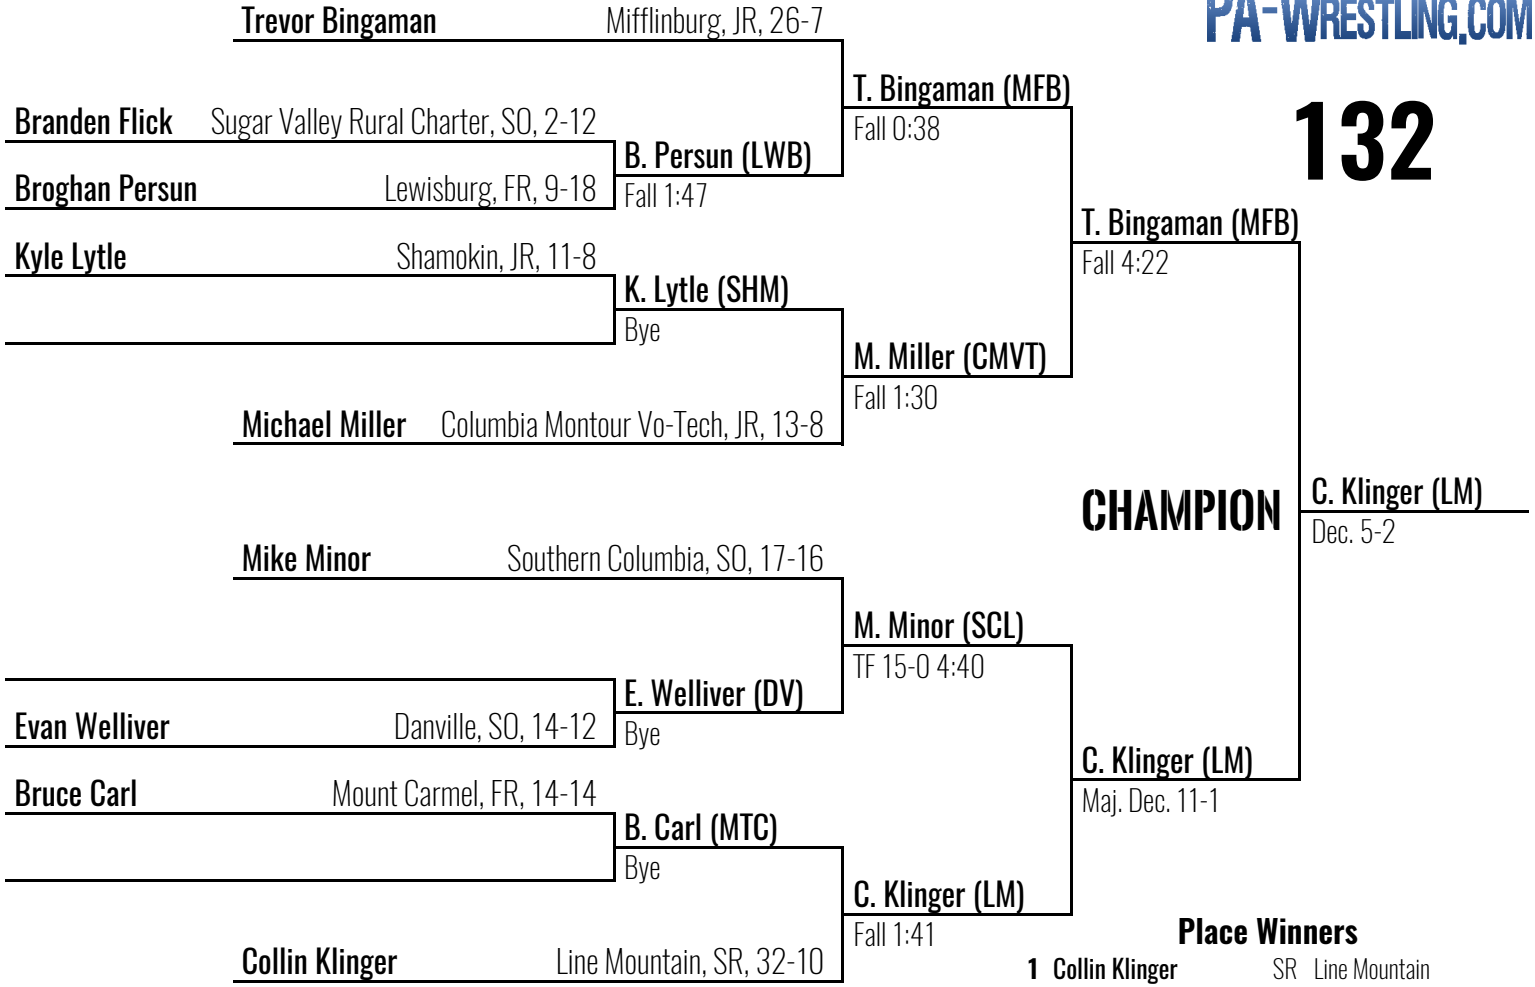 PA-WRESTLING.COM
Trevor Bingaman Mifflinburg, JR, 26-7
T. Bingaman (MFB)
Fall 0:38
132
Branden Flick Sugar Valley Rural Charter, SO, 2-12
B. Persun (LWB)
Fall 1:47
Broghan Persun Lewisburg, FR, 9-18
T. Bingaman (MFB)
Fall 4:22
Kyle Lytle Shamokin, JR, 11-8
K. Lytle (SHM)
Bye
M. Miller (CMVT)
Fall 1:30
Michael Miller Columbia Montour Vo-Tech, JR, 13-8
CHAMPION
C. Klinger (LM)
Dec. 5-2
Mike Minor Southern Columbia, SO, 17-16
M. Minor (SCL)
TF 15-0 4:40
E. Welliver (DV)
Bye
Evan Welliver Danville, SO, 14-12
C. Klinger (LM)
Maj. Dec. 11-1
Bruce Carl Mount Carmel, FR, 14-14
B. Carl (MTC)
Bye
C. Klinger (LM)
Fall 1:41
Collin Klinger Line Mountain, SR, 32-10
Place Winners
1 Collin Klinger SR Line Mountain